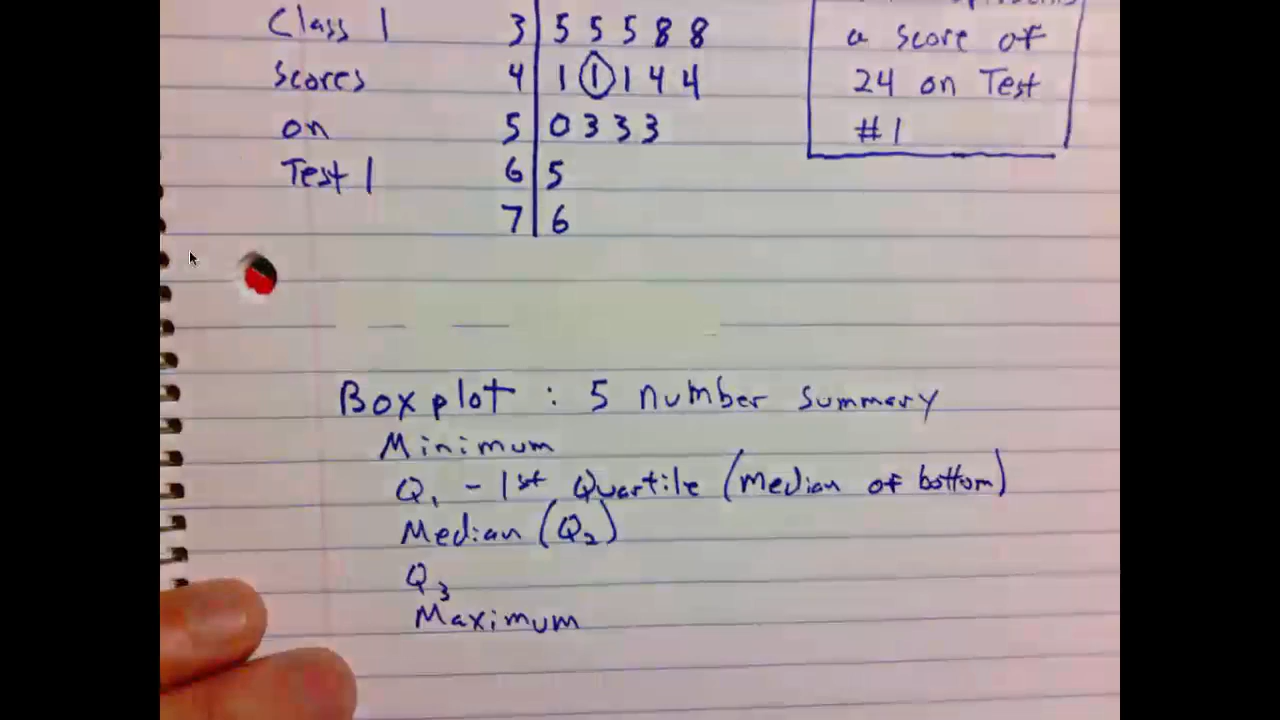 Class 1 3 | 5 5 5 8 8
Scores 4 | 1 1 1 4 4
on 5 | 0 3 3 3
Test 1 6 | 5
7 | 6
a score of
24 on Test
#1
Boxplot : 5 number summary
Minimum
Q1 - 1st Quartile (Median of bottom)
Median (Q2)
Q3
Maximum